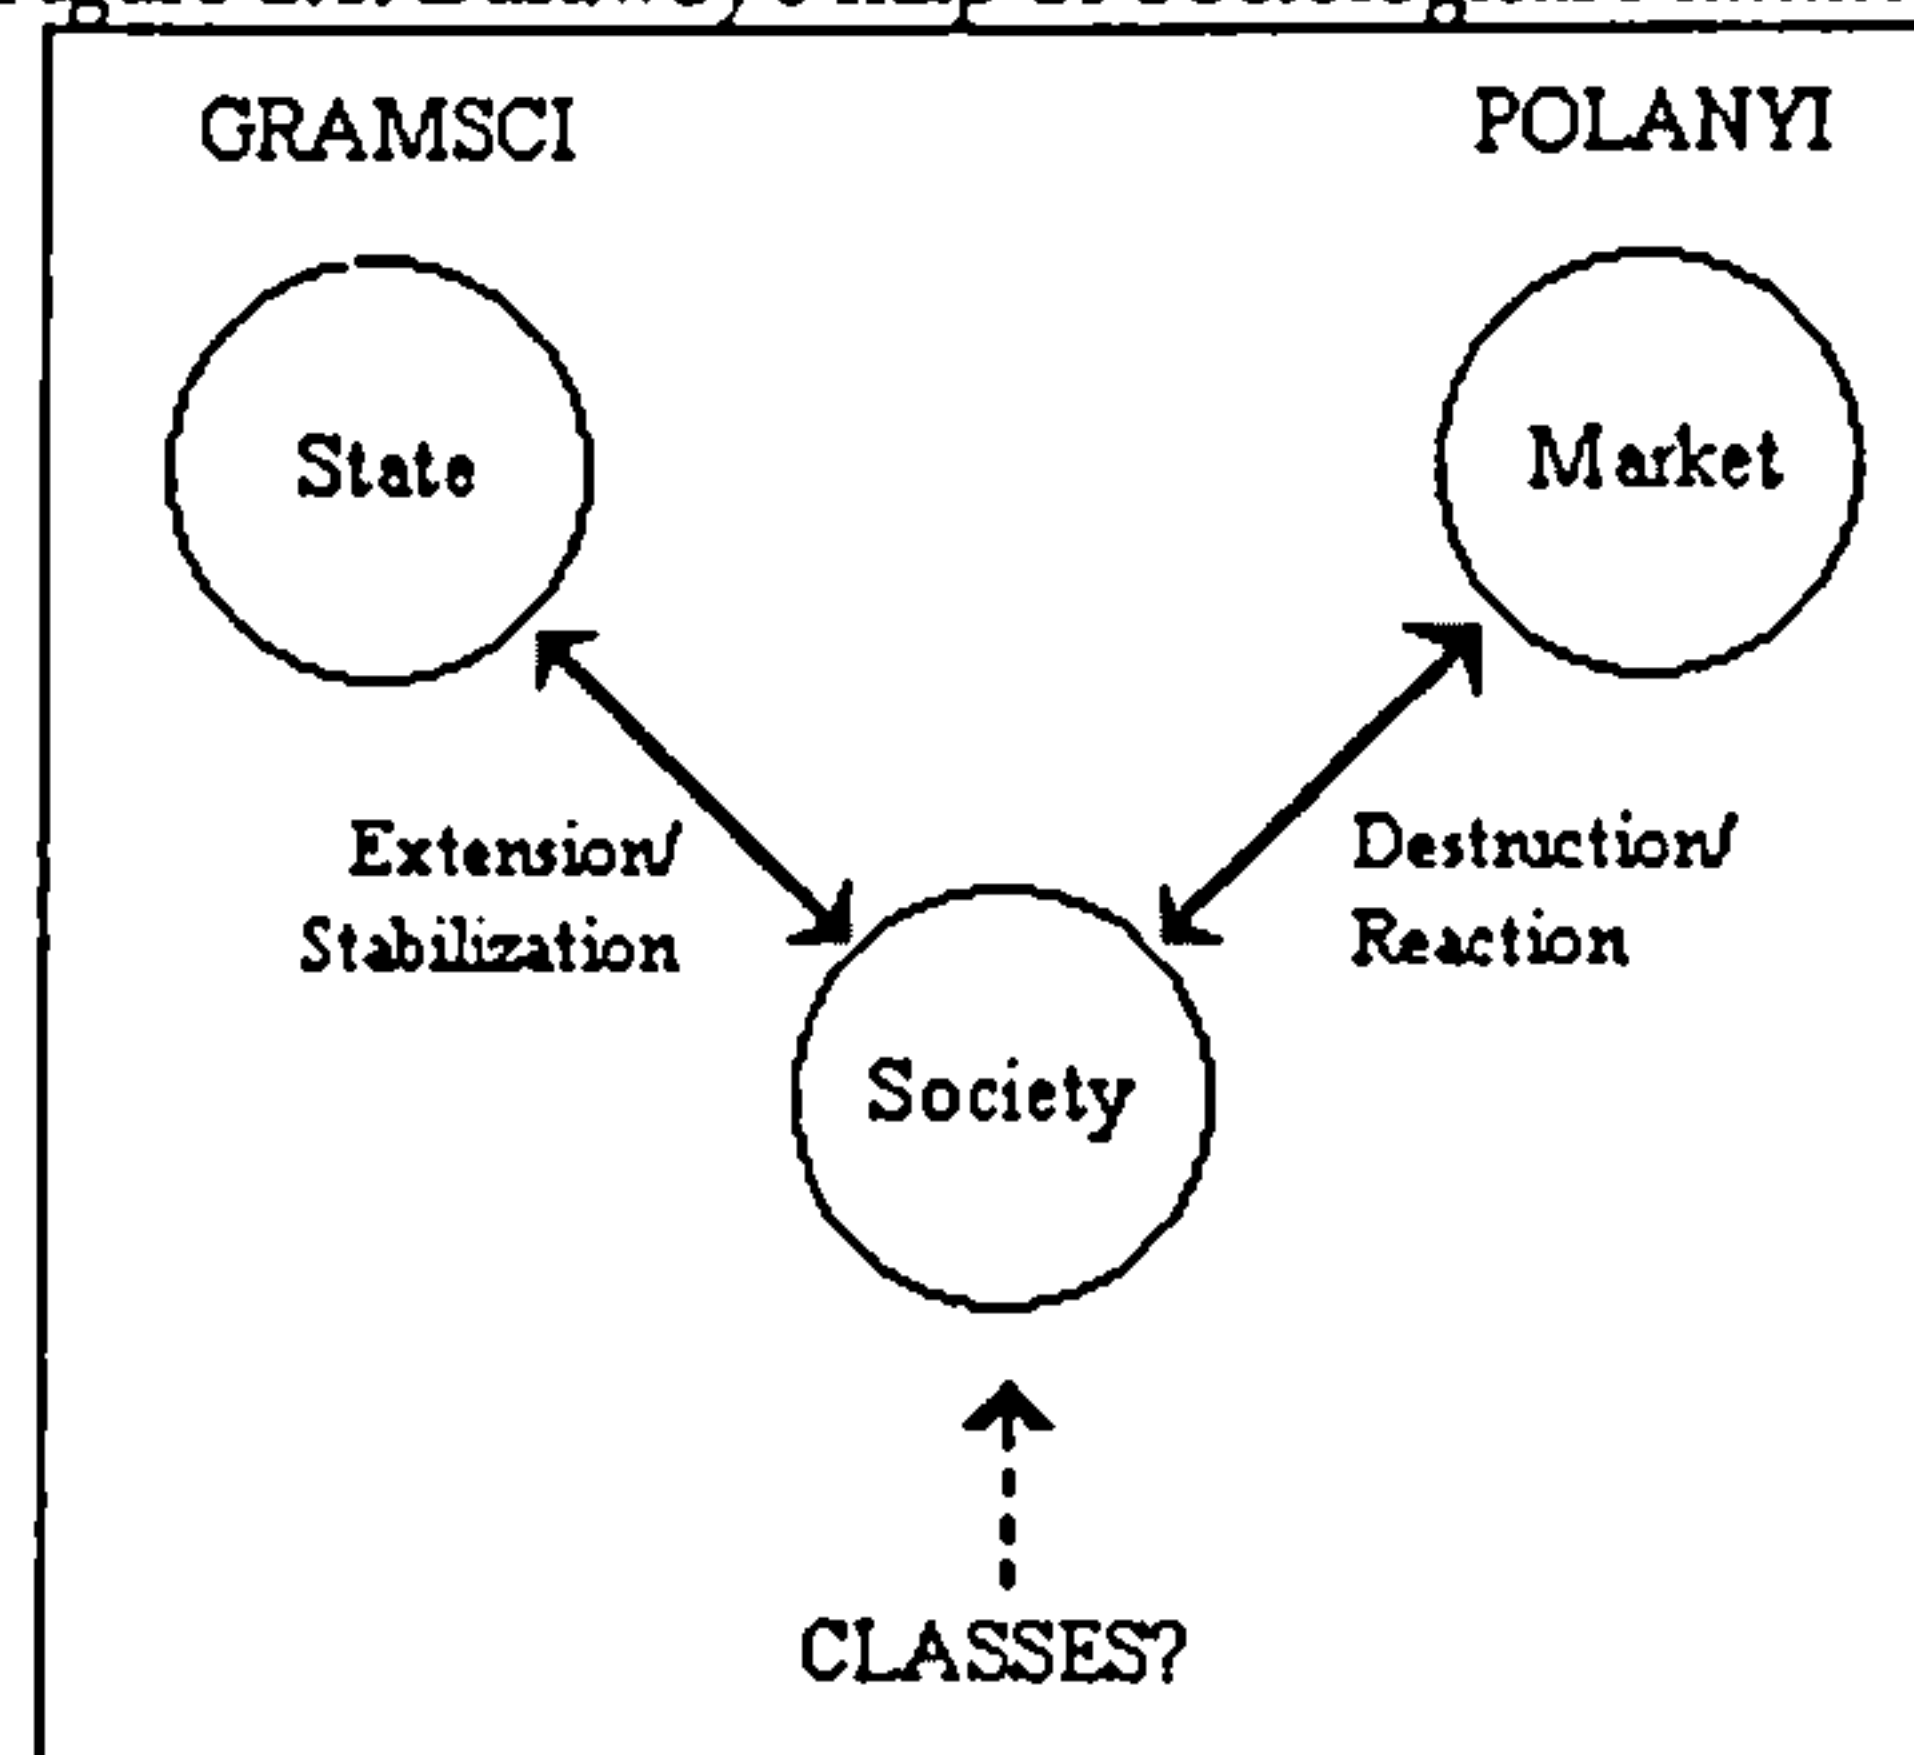 GRAMSCI
POLANYI
State
Market
Extension/
Stabilization
Destruction/
Reaction
Society
CLASSES?